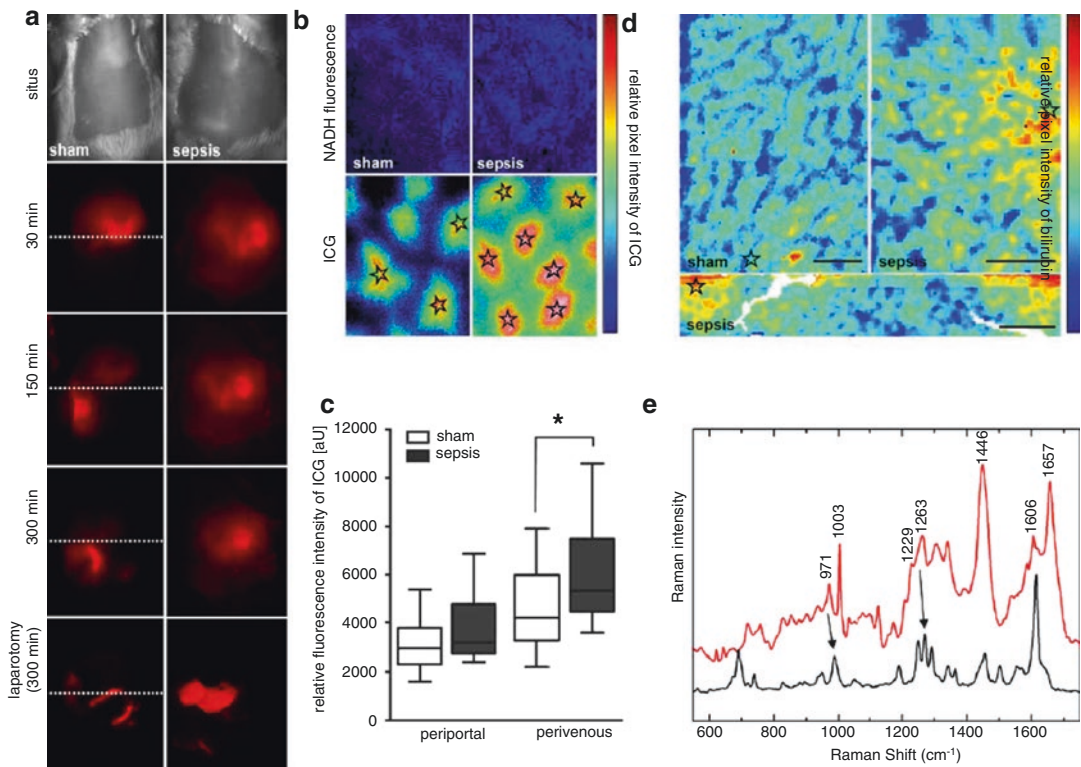 a
situs
sham
sepsis
30 min
150 min
300 min
laparotomy
(300 min)
b
NADH fluorescence
sham
sepsis
ICG
relative pixel intensity of ICG
c
relative fluorescence intensity of ICG [aU]
12000
10000
8000
6000
4000
2000
0
sham
sepsis
*
periportal
perivenous
d
sham
sepsis
sepsis
relative pixel intensity of bilirubin
e
Raman intensity
971
1003
1229
1263
1446
1606
1657
600
800
1000
1200
1400
1600
Raman Shift (cm⁻¹)